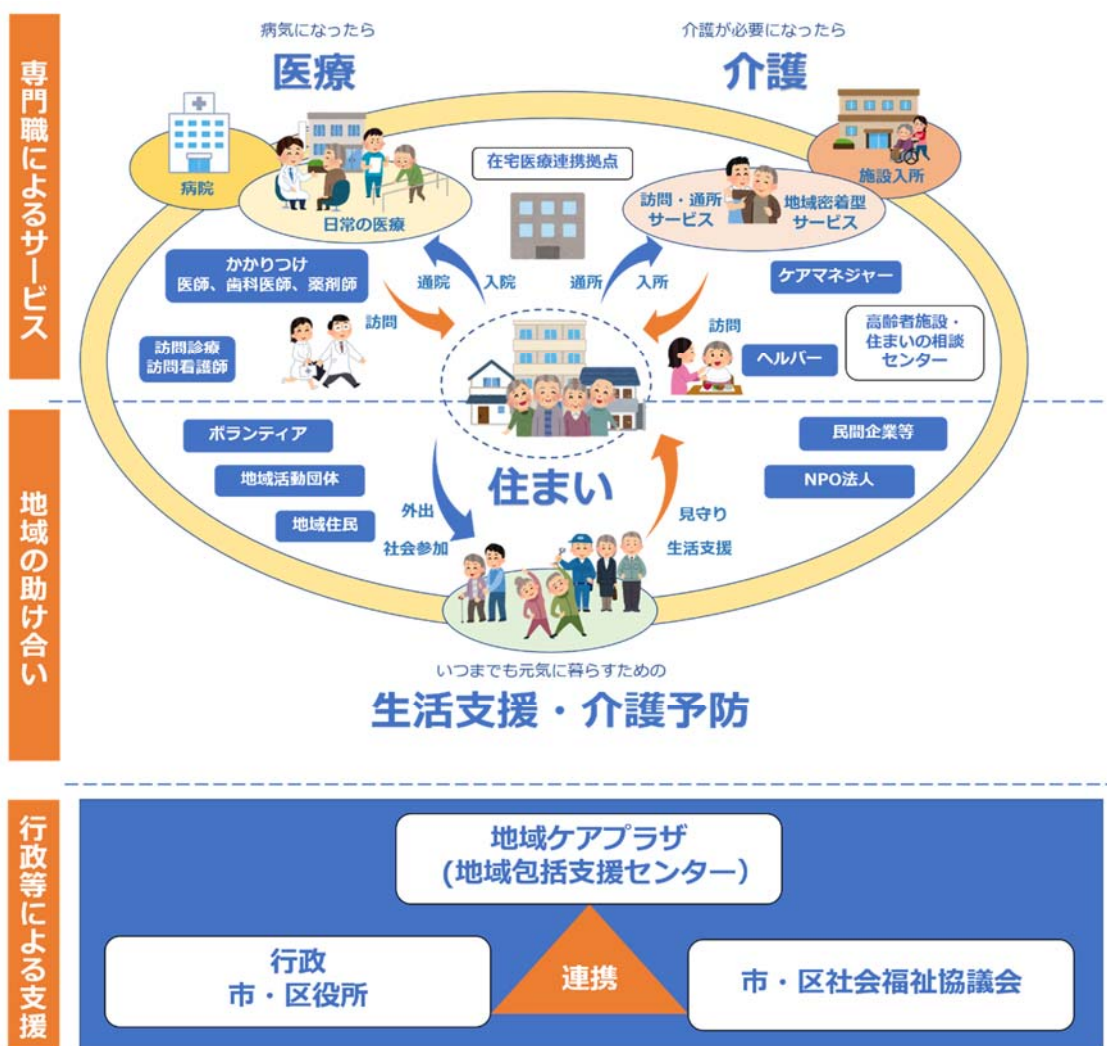 専門職によるサービス
病気になったら
医療
介護が必要になったら
介護
病院
日常の医療
在宅医療連携拠点
訪問・通所
サービス
地域密着型
サービス
施設入所
かかりつけ
医師、歯科医師、薬剤師
訪問診療
訪問看護師
訪問
通院
入院
通所
入所
訪問
ケアマネジャー
ヘルパー
高齢者施設・
住まいの相談
センター
住まい
地域の助け合い
ボランティア
地域活動団体
地域住民
外出
社会参加
見守り
生活支援
民間企業等
NPO法人
いつまでも元気に暮らすための
生活支援・介護予防
行政等による支援
地域ケアプラザ
(地域包括支援センター）
行政
市・区役所
連携
市・区社会福祉協議会